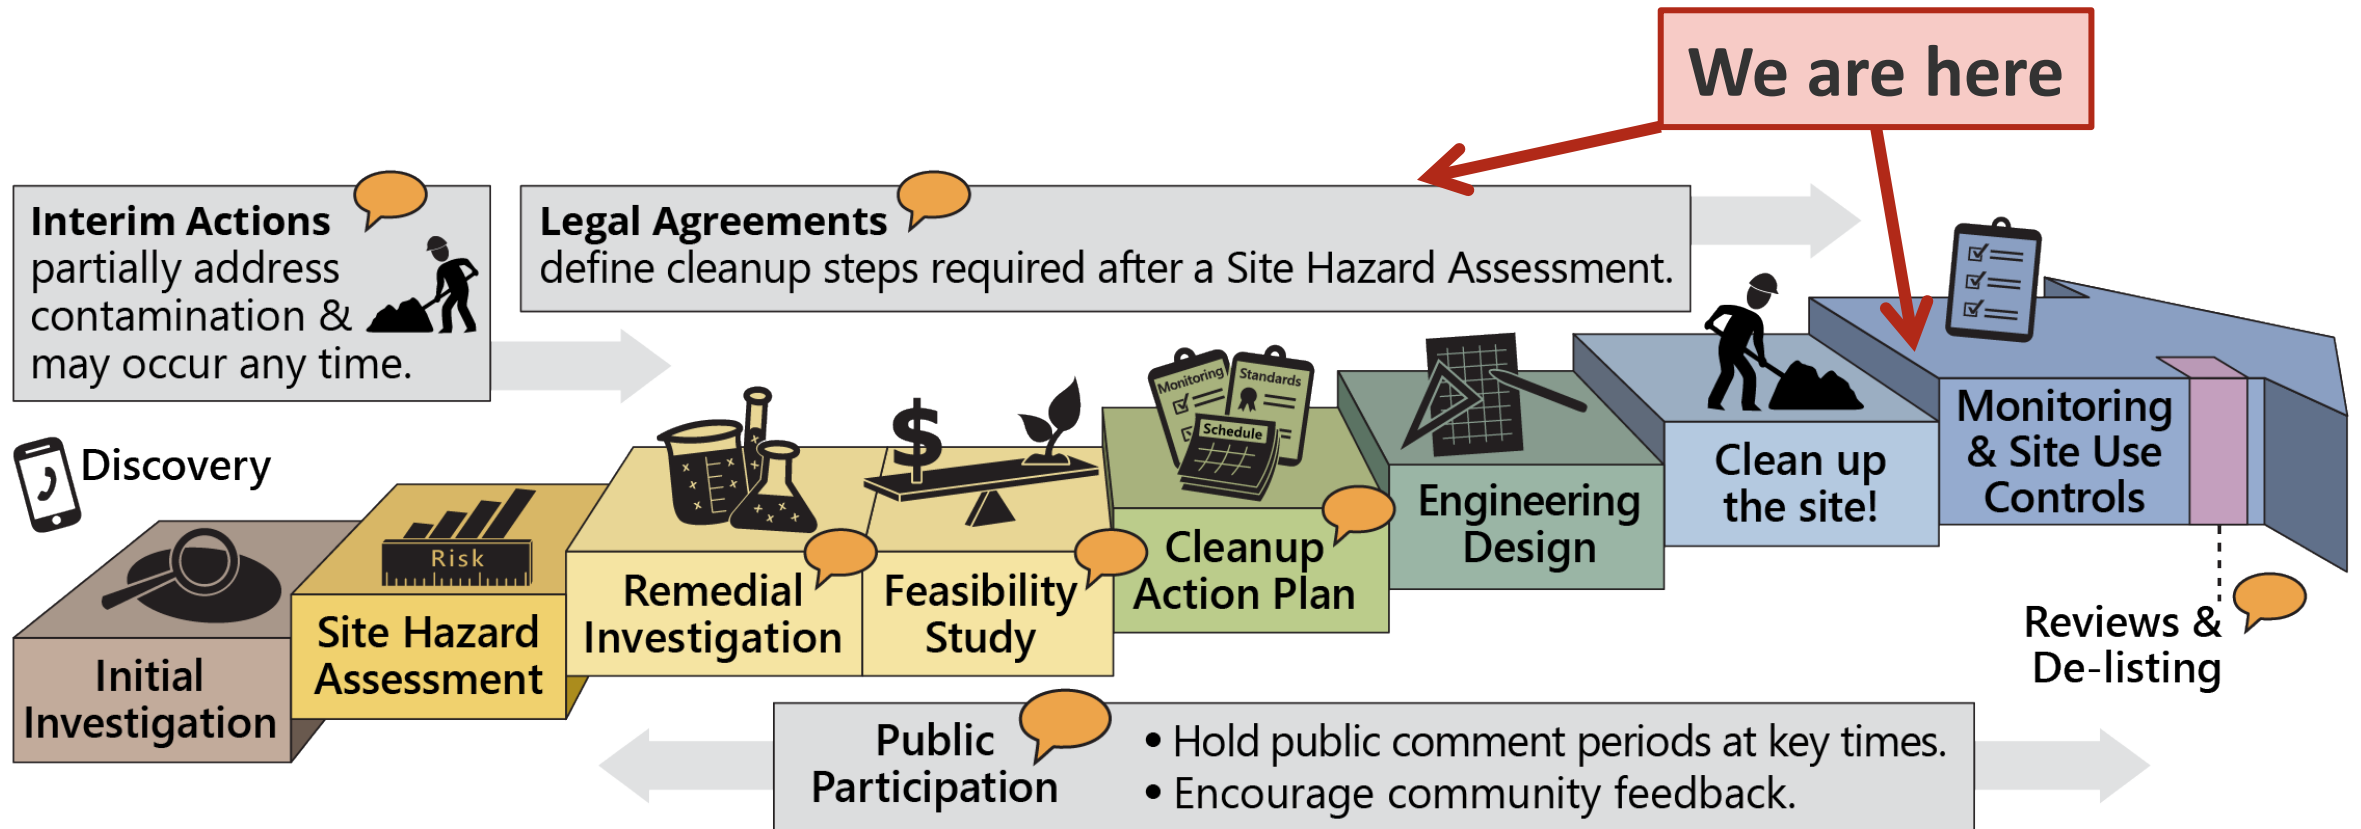 We are here
Interim Actions
partially address
contamination &
may occur any time.
Legal Agreements
define cleanup steps required after a Site Hazard Assessment.
Discovery
Initial
Investigation
Risk
Site Hazard
Assessment
Remedial
Investigation
Feasibility
Study
Monitoring
Standards
Schedule
Cleanup
Action Plan
Engineering
Design
Clean up
the site!
Monitoring
& Site Use
Controls
Reviews &
De-listing
Public
Participation
• Hold public comment periods at key times.
• Encourage community feedback.